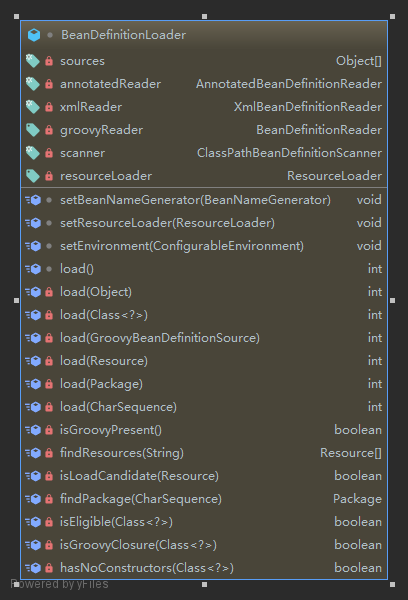 BeanDefinitionLoader
sources Object[]
annotatedReader AnnotatedBeanDefinitionReader
xmlReader XmlBeanDefinitionReader
groovyReader BeanDefinitionReader
scanner ClassPathBeanDefinitionScanner
resourceLoader ResourceLoader
setBeanNameGenerator(BeanNameGenerator) void
setResourceLoader(ResourceLoader) void
setEnvironment(ConfigurableEnvironment) void
load() int
load(Object) int
load(Class<?>) int
load(GroovyBeanDefinitionSource) int
load(Resource) int
load(Package) int
load(CharSequence) int
isGroovyPresent() boolean
findResources(String) Resource[]
isLoadCandidate(Resource) boolean
findPackage(CharSequence) Package
isEligible(Class<?>) boolean
isGroovyClosure(Class<?>) boolean
hasNoConstructors(Class<?>) boolean
Powered by yFiles